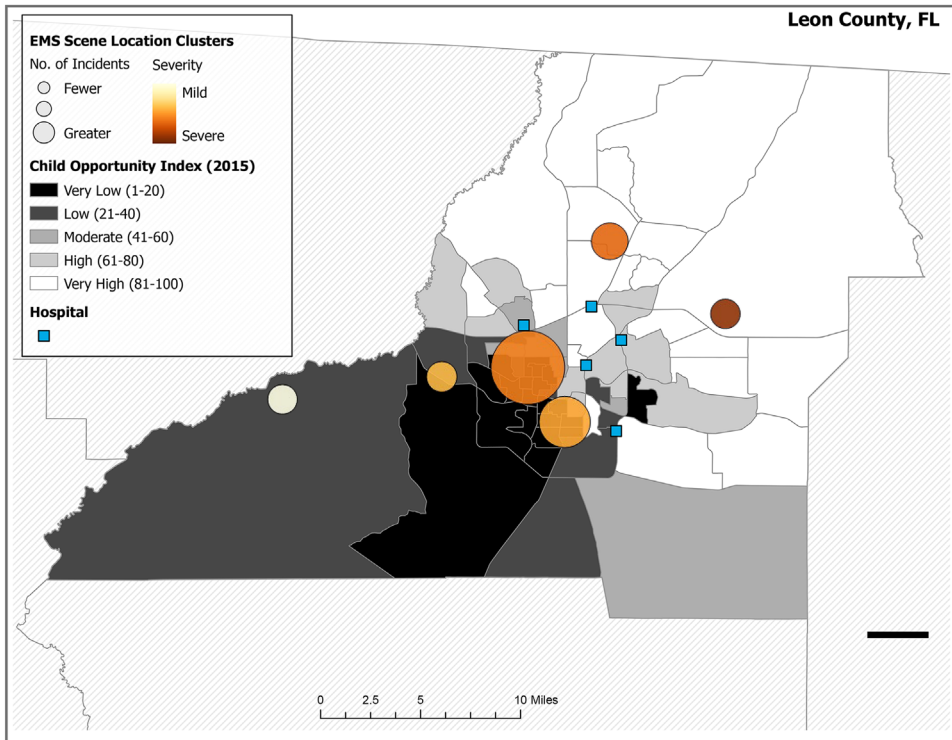 Leon County, FL
EMS Scene Location Clusters
No. of Incidents Severity
Fewer Mild
Greater Severe
Child Opportunity Index (2015)
Very Low (1-20)
Low (21-40)
Moderate (41-60)
High (61-80)
Very High (81-100)
Hospital
0 2.5 5 10 Miles